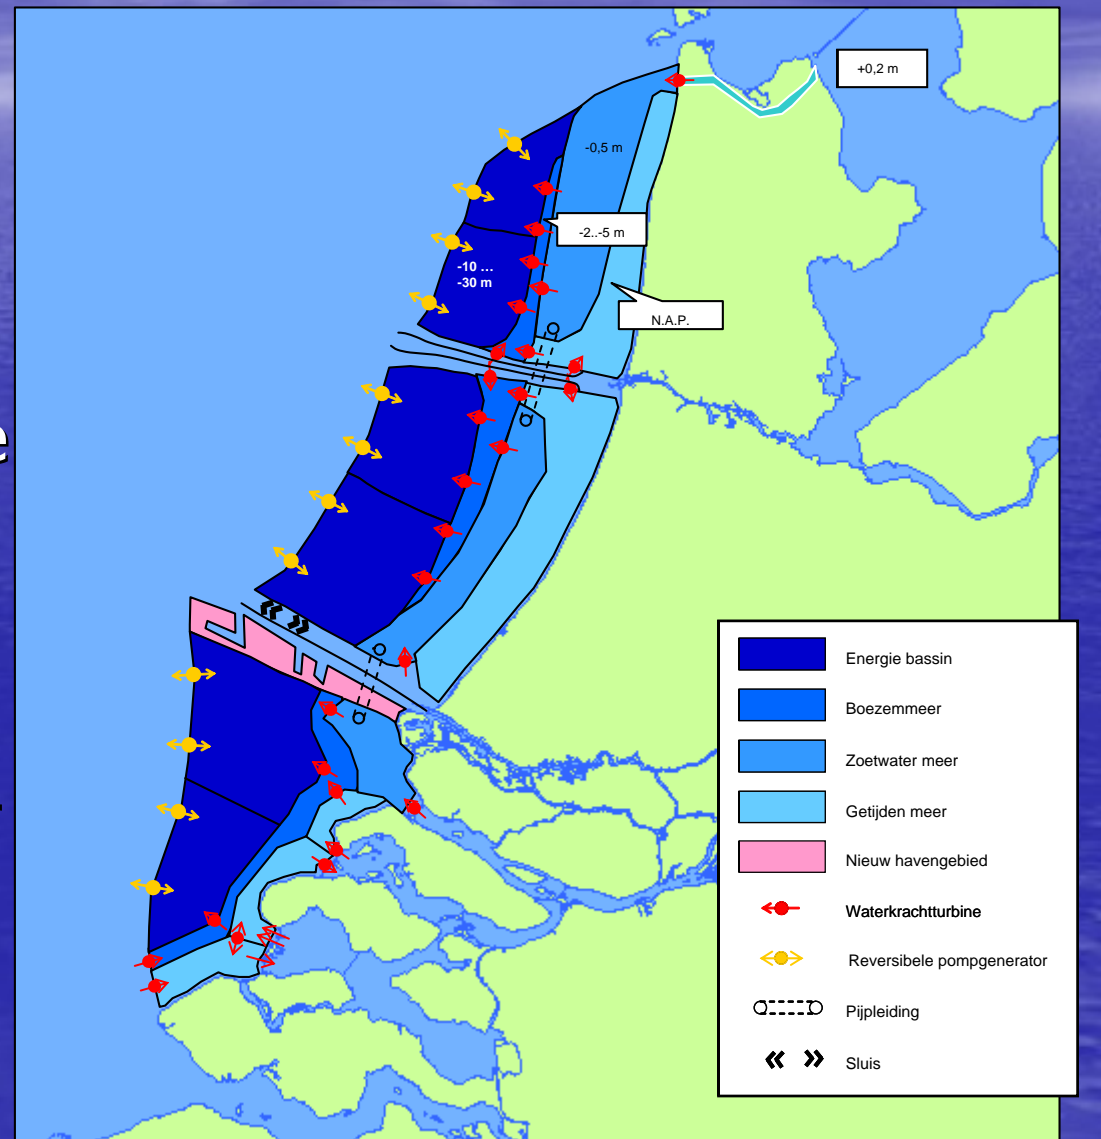 +0,2 m
-0,5 m
-2..-5 m
-10 ...
-30 m
N.A.P.
e
Energie bassin
Boezemmeer
Zoetwater meer
Getijden meer
Nieuw havengebied
Waterkrachtturbine
Reversibele pompgenerator
Pijpleiding
Sluis